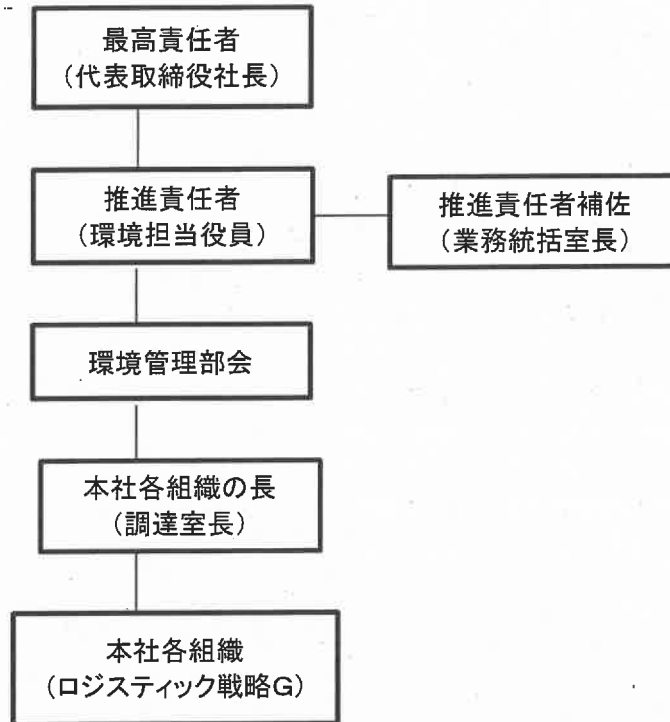 最高責任者
（代表取締役社長）
推進責任者
（環境担当役員）
推進責任者補佐
（業務統括室長）
環境管理部会
本社各組織の長
（調達室長）
本社各組織
（ロジスティック戦略G）